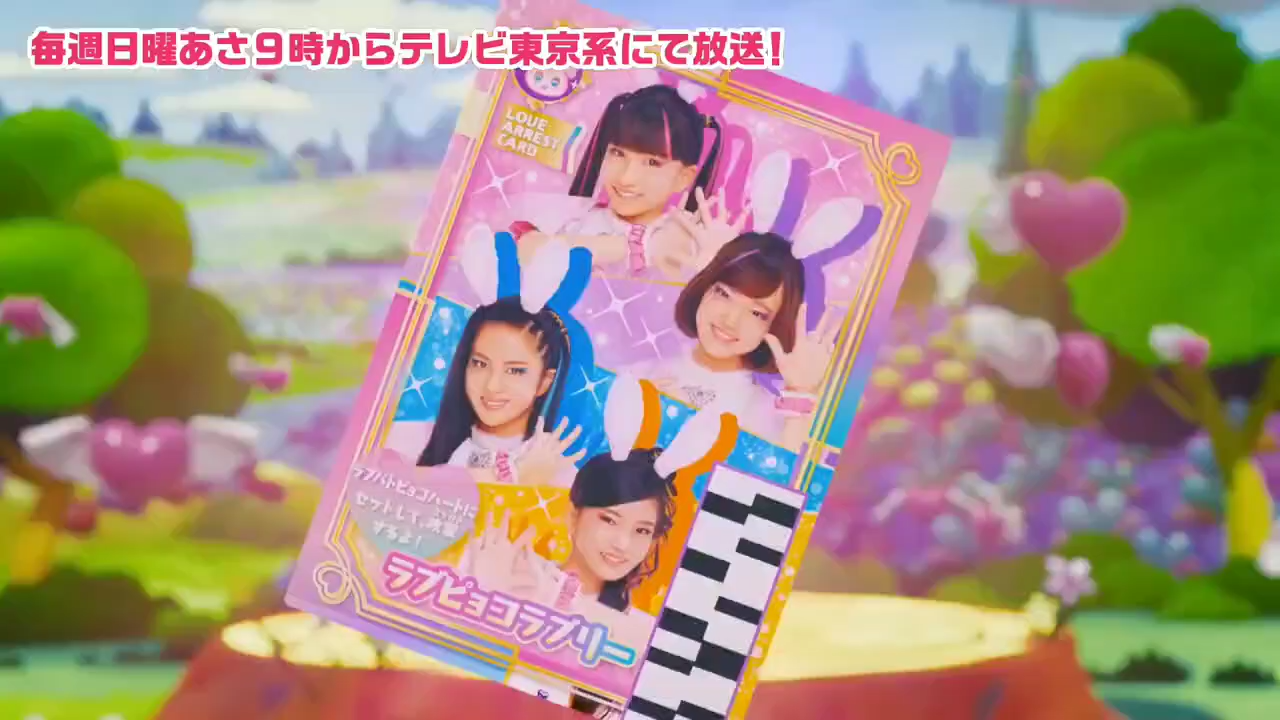 毎週日曜あさ9時からテレビ東京系にて放送!
LOVE
ARREST
CARD
ラブパトピョコハートに
セットして、改心
するよ!
ラブピョコラブリー